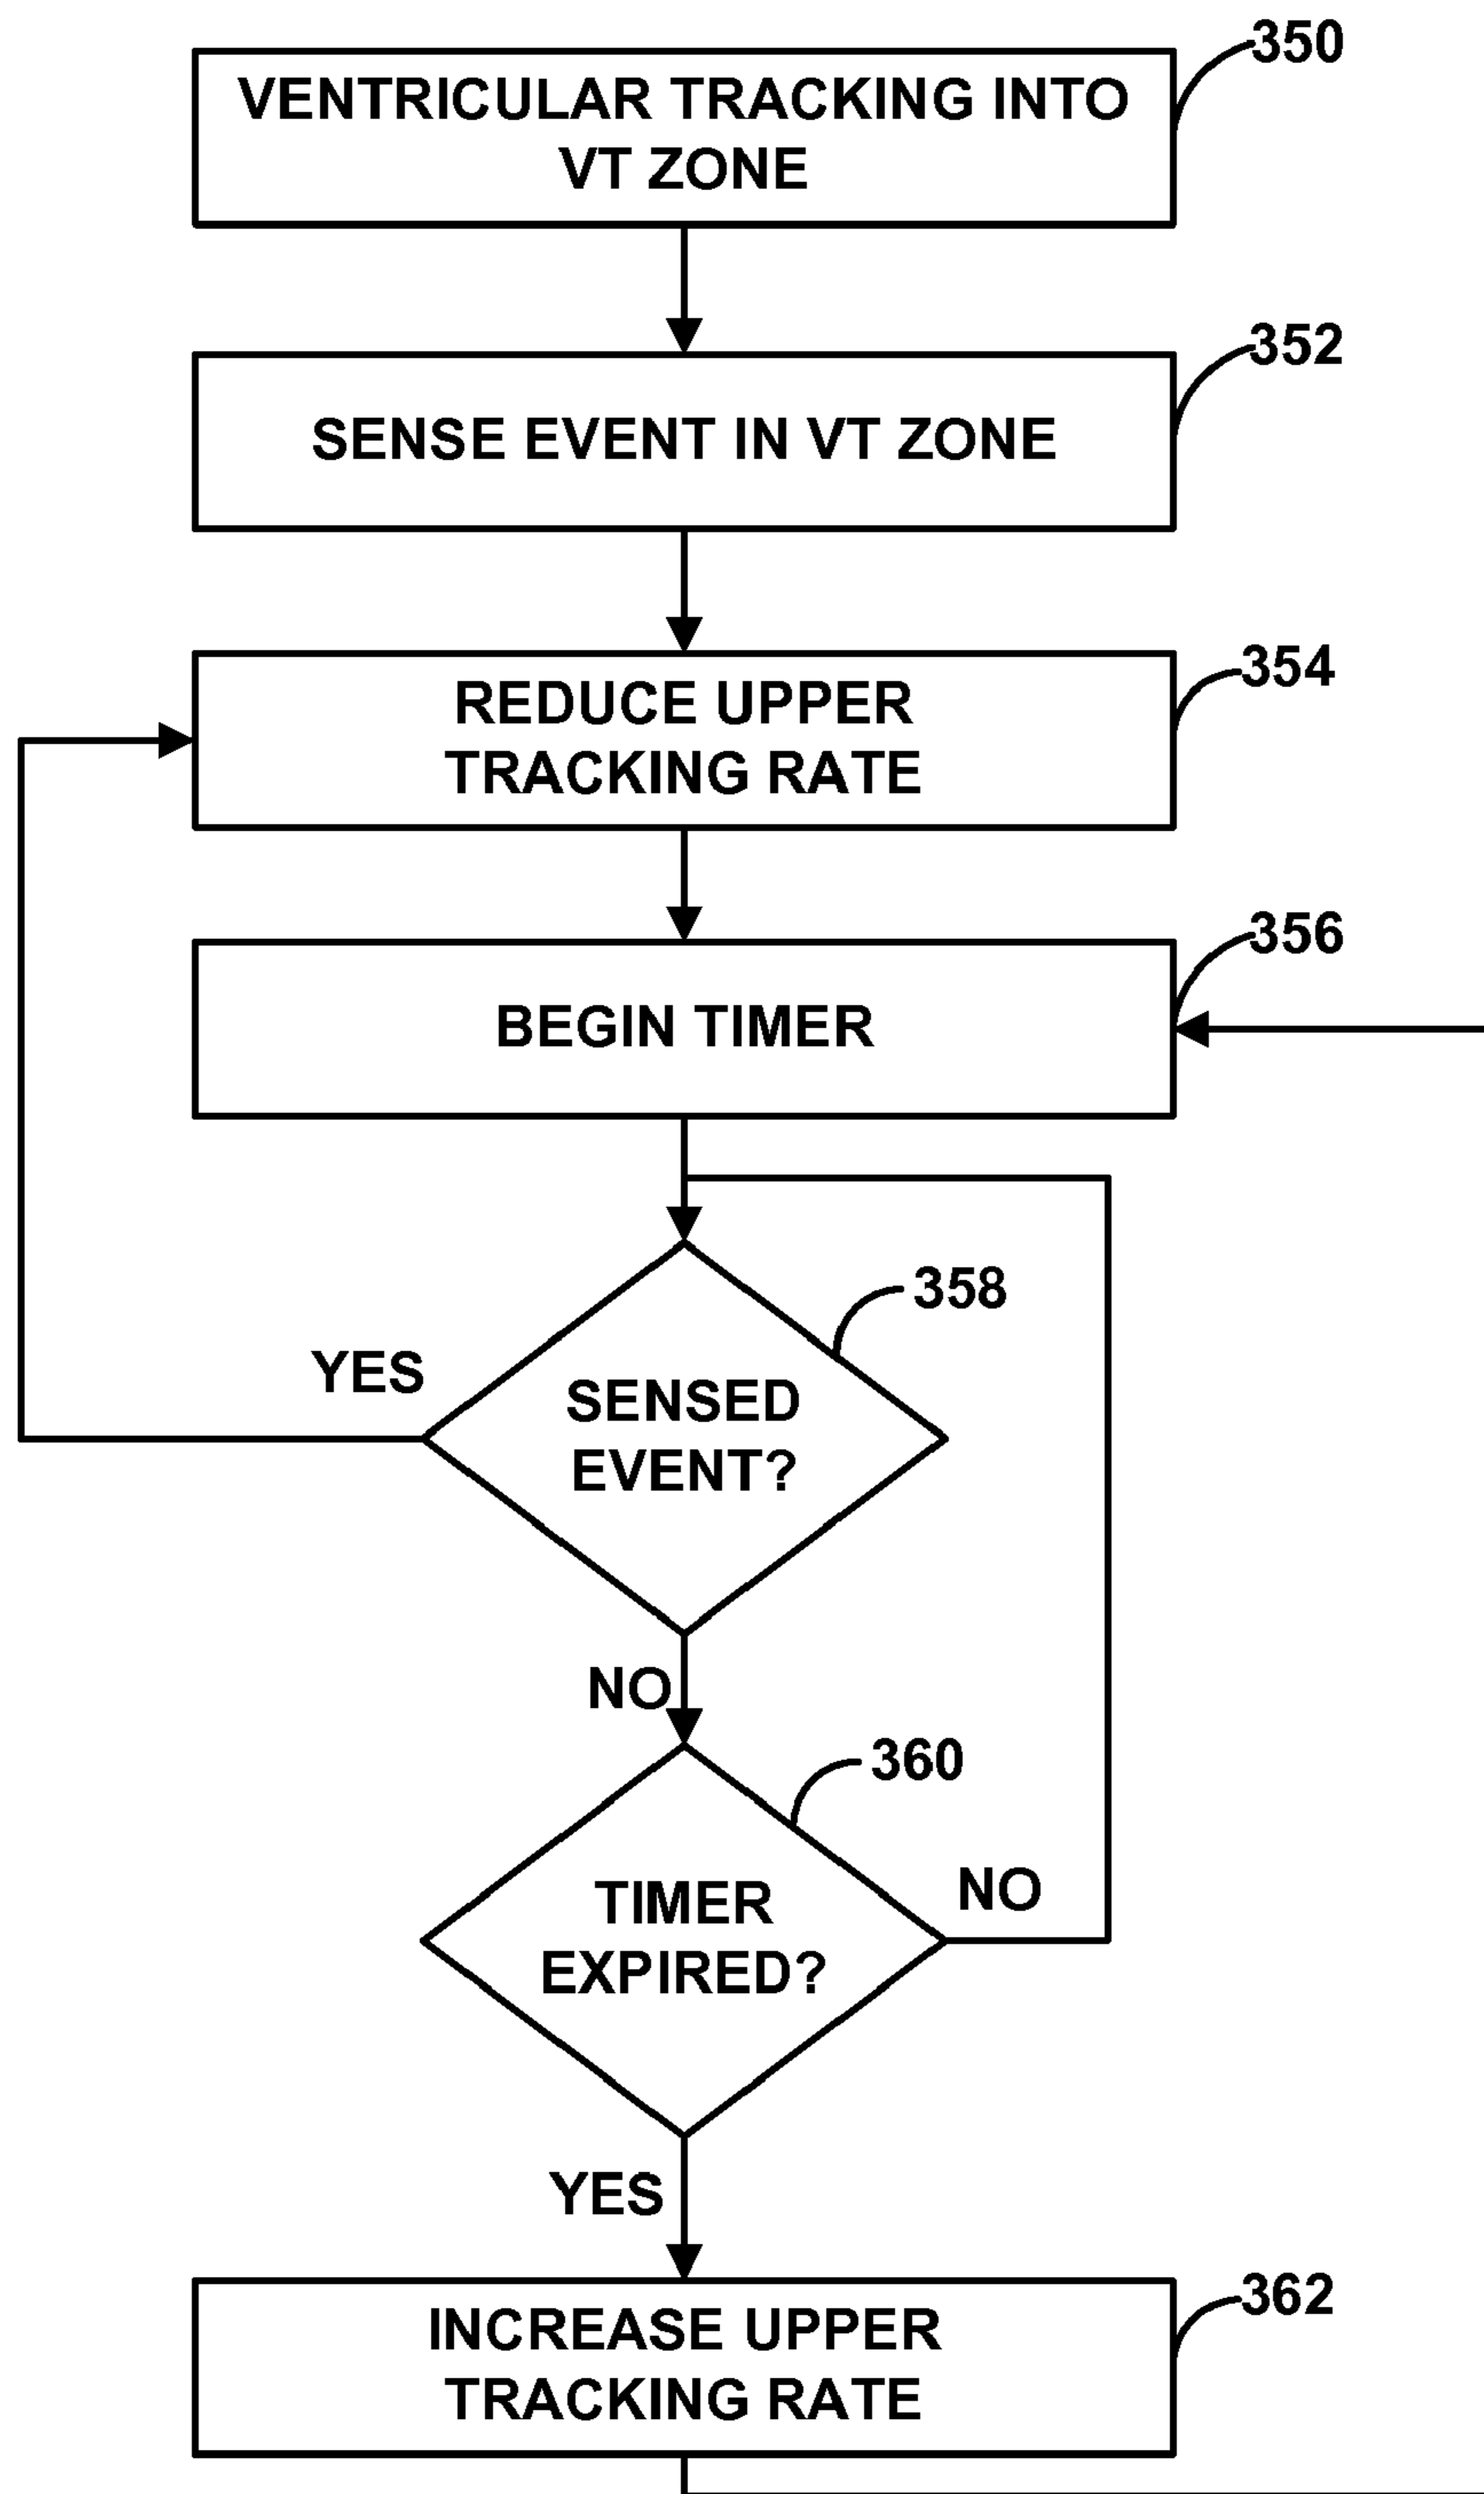 350
VENTRICULAR TRACKING INTO
VT ZONE
352
SENSE EVENT IN VT ZONE
354
REDUCE UPPER
TRACKING RATE
356
BEGIN TIMER
358
YES
SENSED
EVENT?
NO
360
NO
TIMER
EXPIRED?
YES
362
INCREASE UPPER
TRACKING RATE